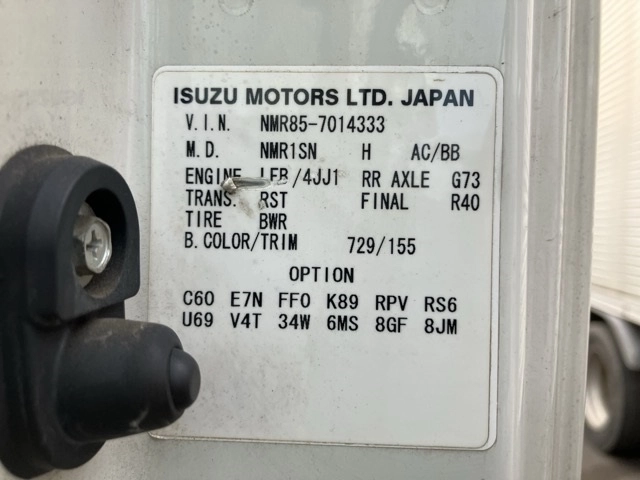 ISUZU MOTORS LTD. JAPAN
V.I.N. NMR85-7014333
M.D. NMR1SN H AC/BB
ENGINE LFB/4JJ1 RR AXLE G73
TRANS. RST FINAL R40
TIRE BWR
B.COLOR/TRIM 729/155
OPTION
C60 E7N FF0 K89 RPV RS6
U69 V4T 34W 6MS 8GF 8JM